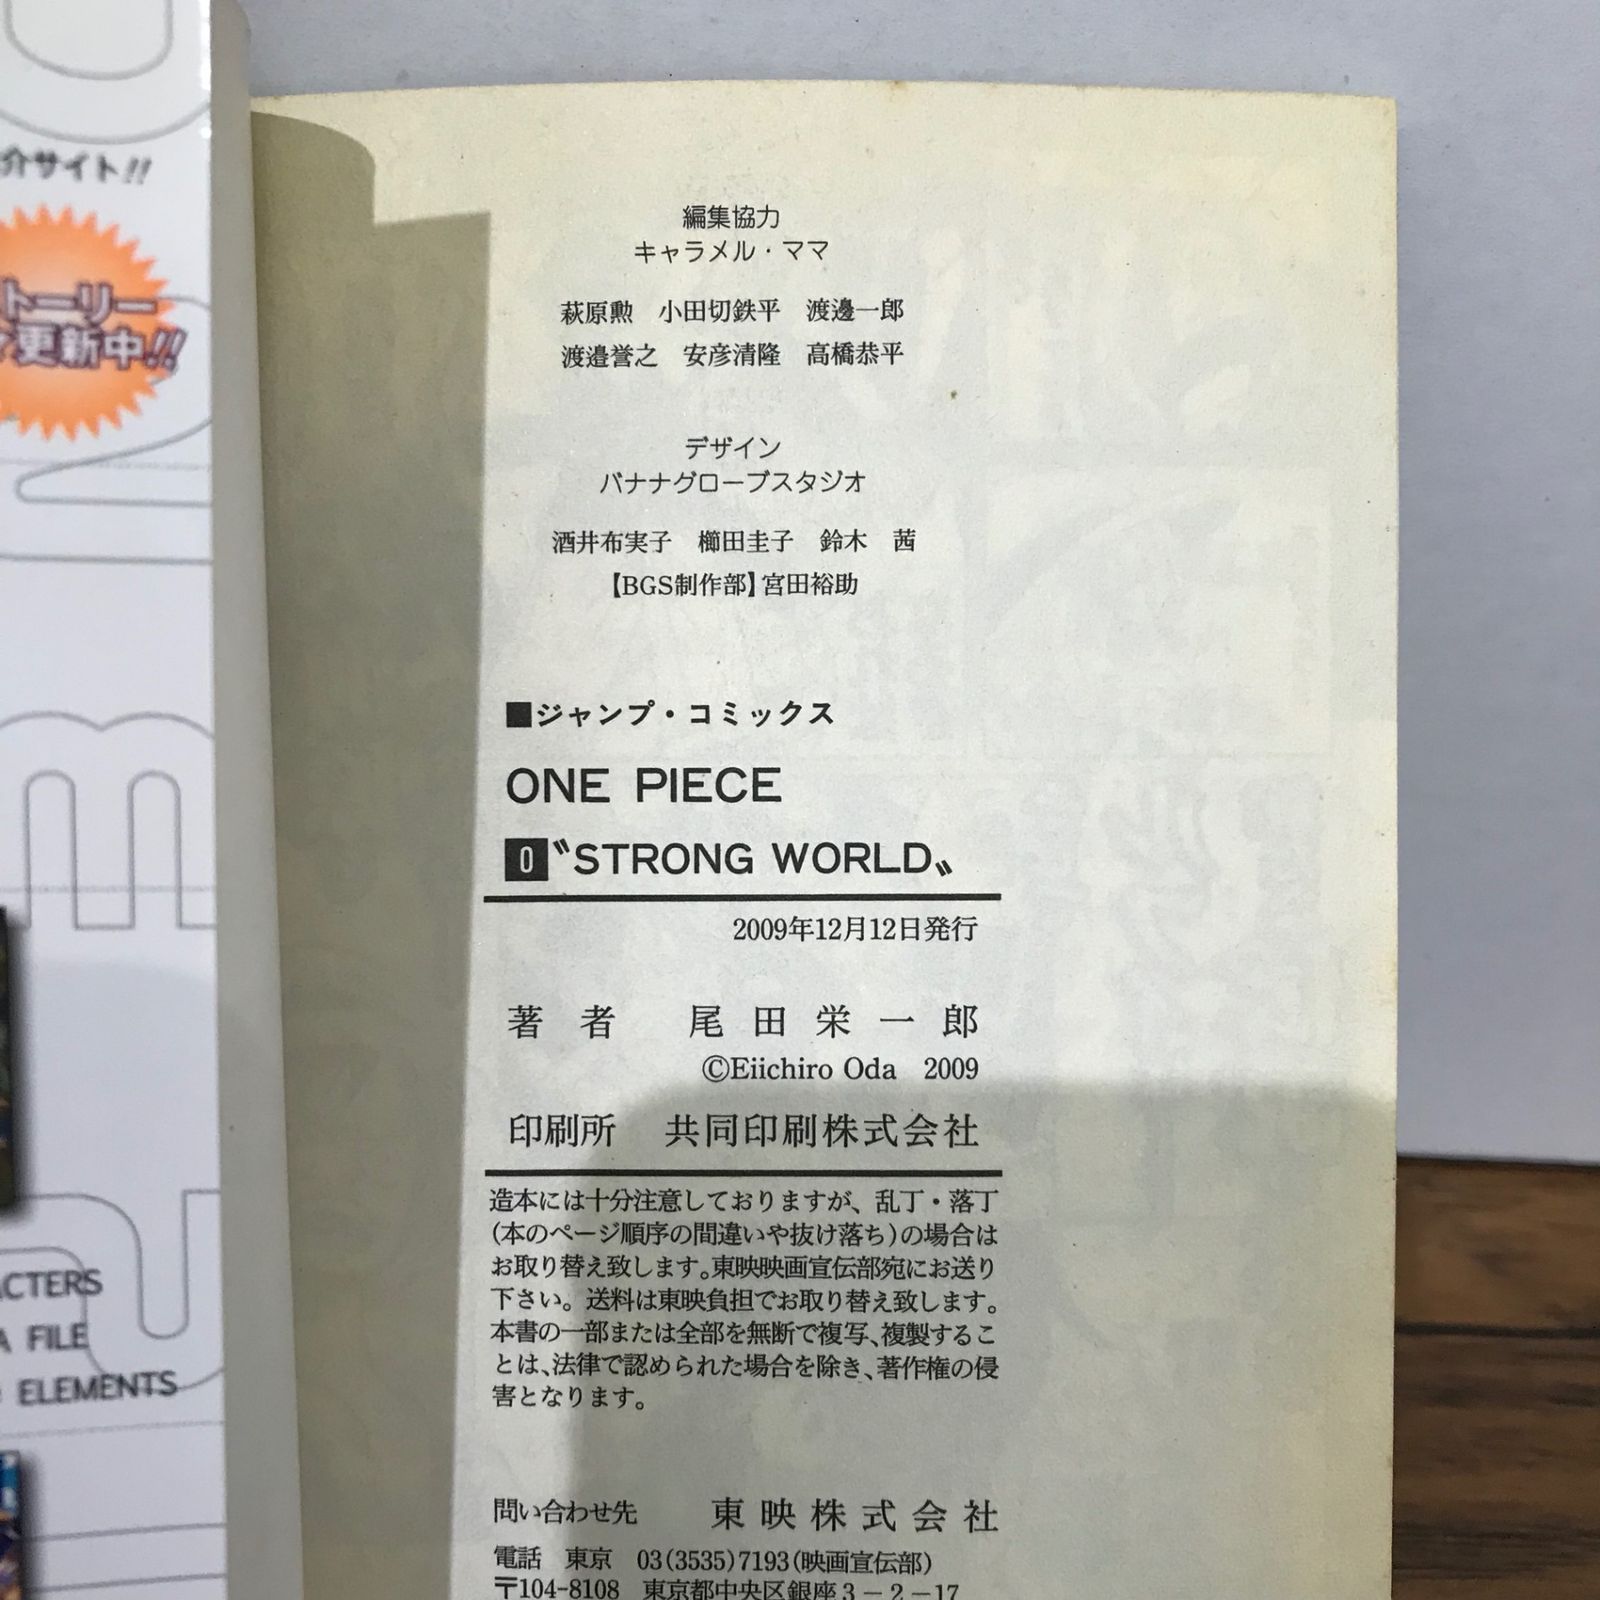 介サイト!!
トーリー
更新中!!
ACTERS
A FILE
ELEMENTS
編集協力
キャラメル・ママ
萩原勲 小田切鉄平 渡邊一郎
渡邉誉之 安彦清隆 高橋恭平
デザイン
バナナグローブスタジオ
酒井布実子 櫛田圭子 鈴木 茜
【BGS制作部】宮田裕助
■ジャンプ・コミックス
ONE PIECE
0〝STRONG WORLD〟
2009年12月12日発行
著者 尾田栄一郎
©Eiichiro Oda 2009
印刷所 共同印刷株式会社
造本には十分注意しておりますが、乱丁・落丁
(本のページ順序の間違いや抜け落ち)の場合は
お取り替え致します。東映映画宣伝部宛にお送り
下さい。送料は東映負担でお取り替え致します。
本書の一部または全部を無断で複写、複製するこ
とは、法律で認められた場合を除き、著作権の侵
害となります。
問い合わせ先 東映株式会社
電話 東京 03(3535)7193(映画宣伝部)
〒104-8108 東京都中央区銀座3-2-17